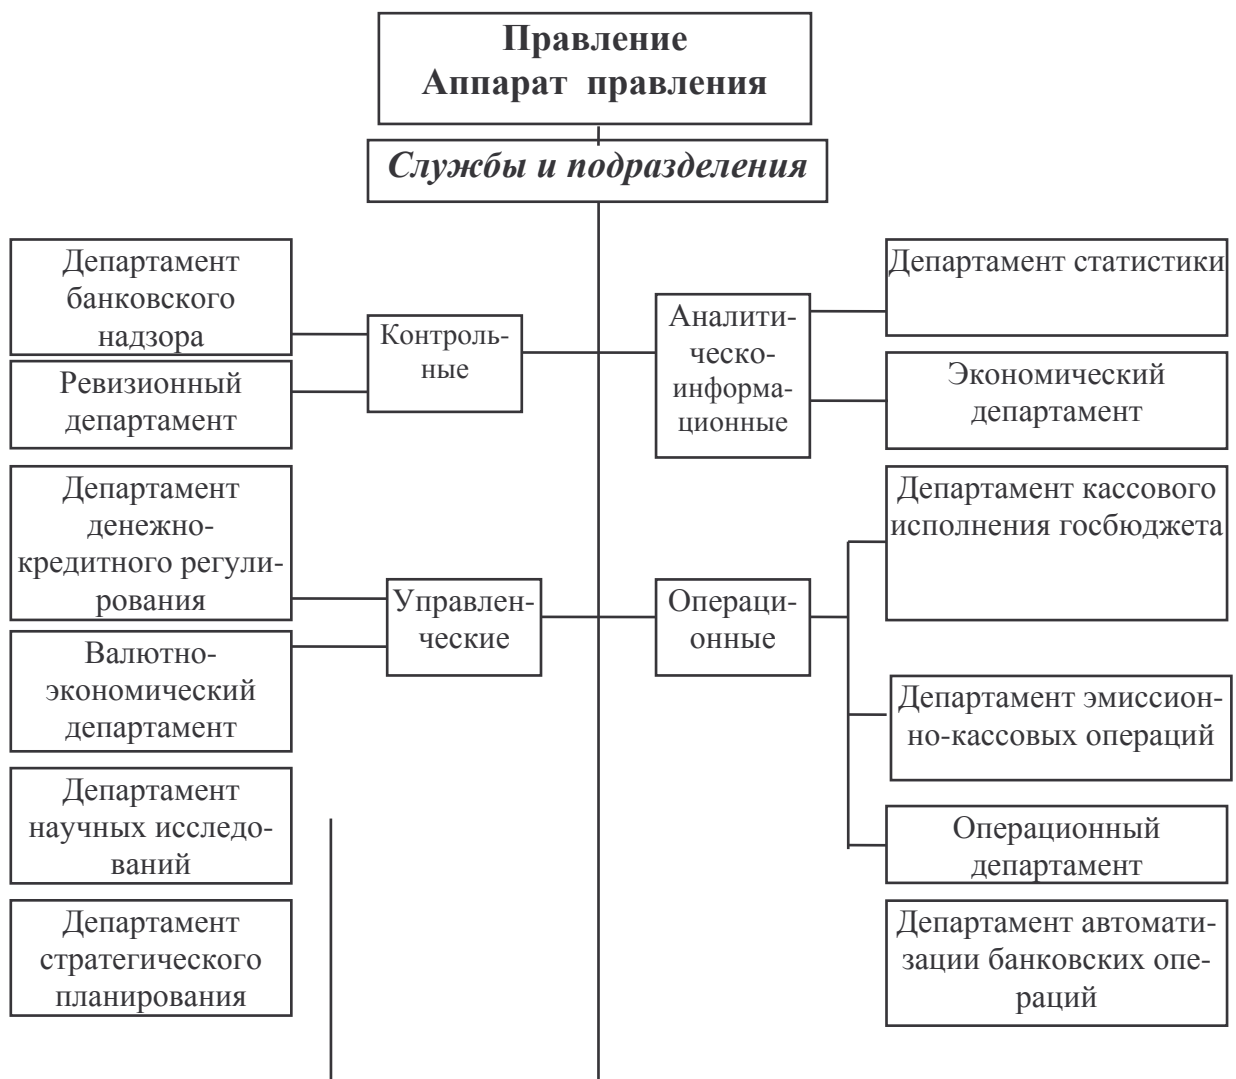 Правление
Аппарат правления
Службы и подразделения
Департамент
банковского
надзора
Ревизионный
департамент
Контроль-
ные
Аналити-
ческо-
информа-
ционные
Департамент статистики
Экономический
департамент
Департамент
денежно-
кредитного регули-
рования
Валютно-
экономический
департамент
Управлен-
ческие
Операци-
онные
Департамент кассового
исполнения госбюджета
Департамент эмиссион-
но-кассовых операций
Операционный
департамент
Департамент
научных исследо-
ваний
Департамент
стратегического
планирования
Департамент автомати-
зации банковских опе-
раций